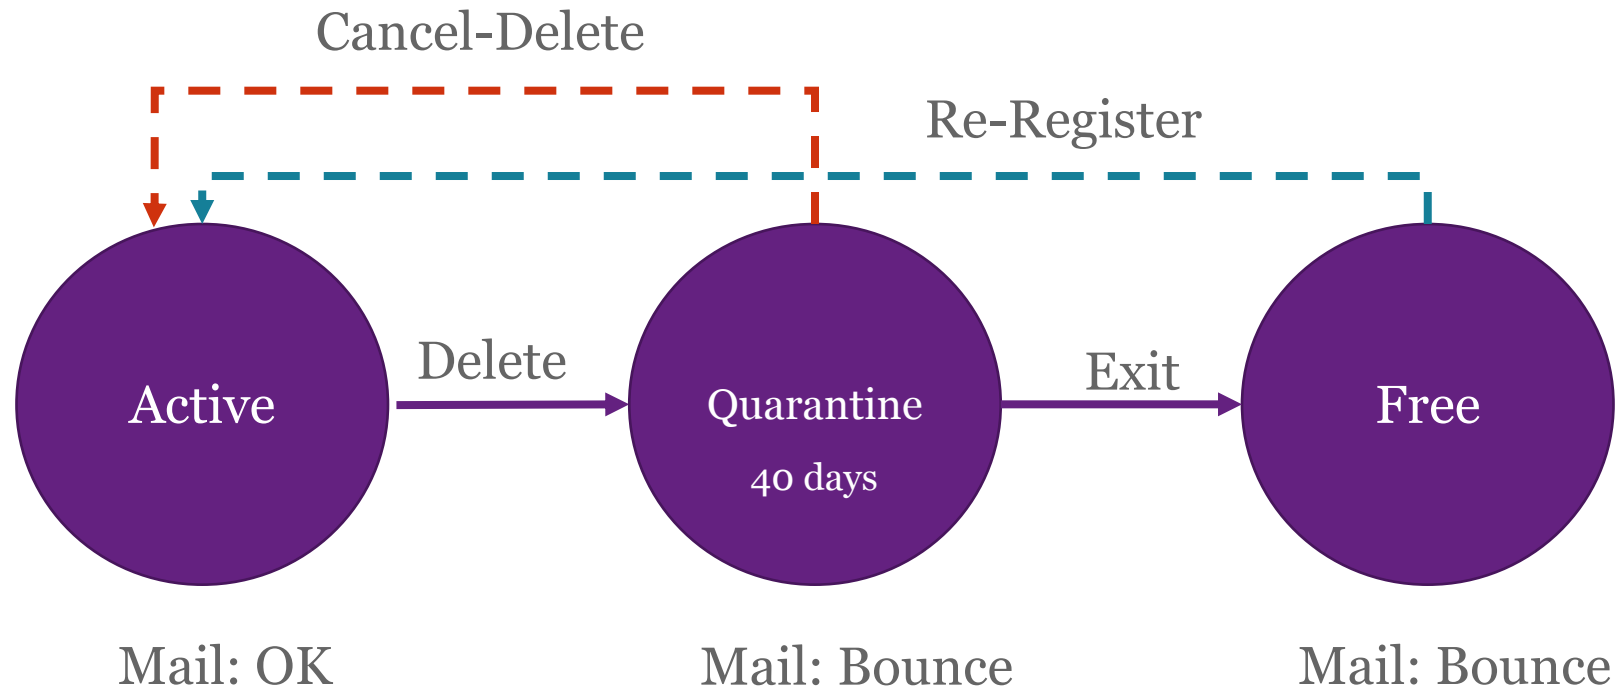 Cancel-Delete
Re-Register
Delete
Exit
Active
Quarantine
40 days
Free
Mail: OK
Mail: Bounce
Mail: Bounce